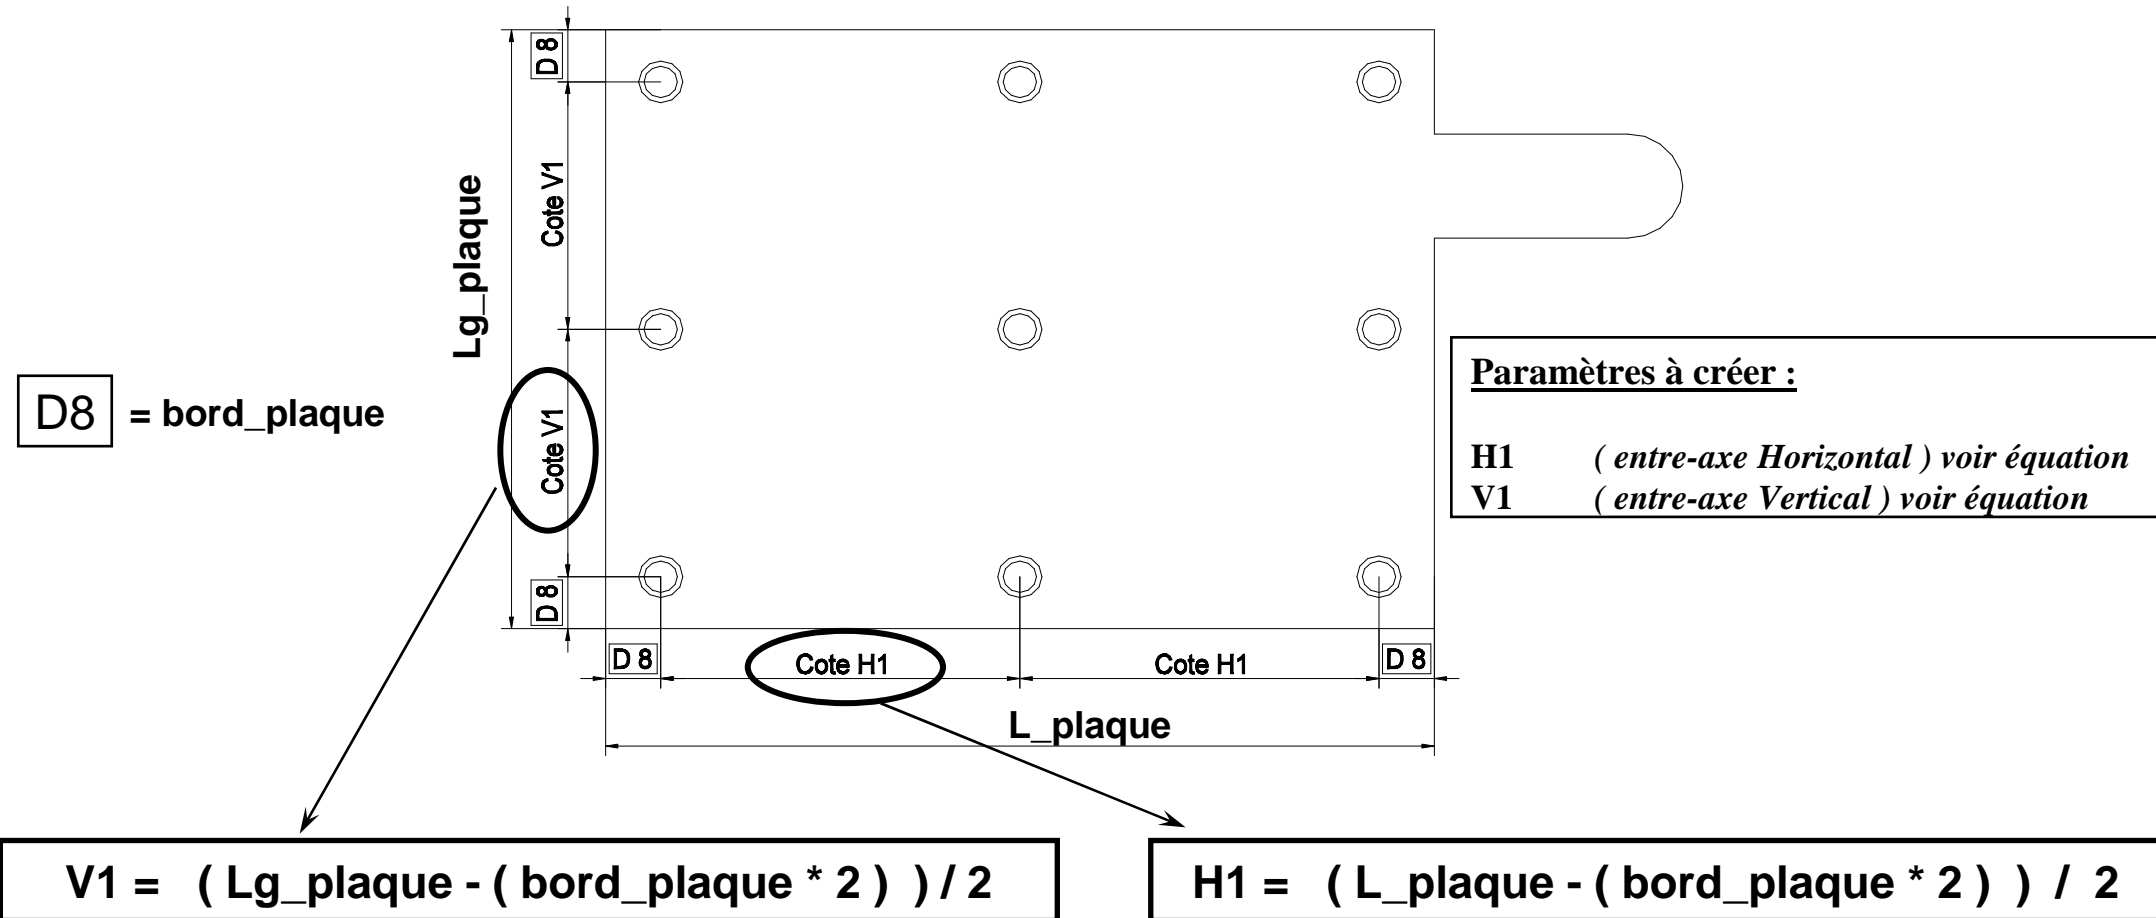 D 8
Cote V1
Lg_plaque
Cote V1
D 8
D8 = bord_plaque
Paramètres à créer :
H1 ( entre-axe Horizontal ) voir équation
V1 ( entre-axe Vertical ) voir équation
D 8 Cote H1 Cote H1 D 8
L_plaque
V1 = ( Lg_plaque - ( bord_plaque * 2 ) ) / 2
H1 = ( L_plaque - ( bord_plaque * 2 ) ) / 2